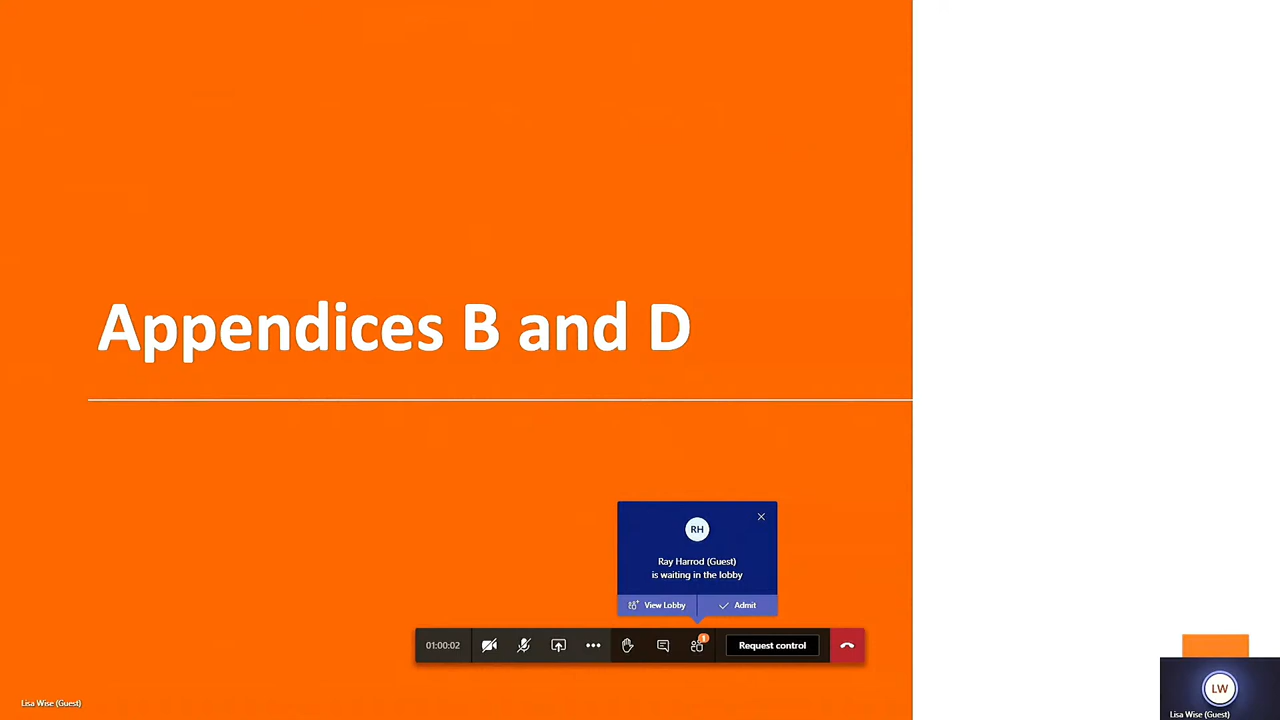 Appendices B and D
RH
Ray Harrod (Guest)
is waiting in the lobby
View Lobby
Admit
01:00:02
1
Request control
Lisa Wise (Guest)
LW
Lisa Wise (Guest)